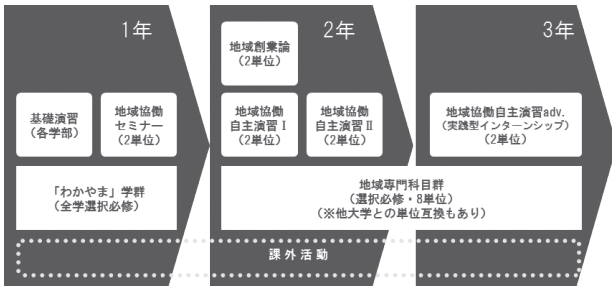 1年
基礎演習
(各学部)
地域協働
セミナー
(2単位)
「わかやま」学群
(全学選択必修)
2年
地域創業論
(2単位)
地域協働
自主演習Ⅰ
(2単位)
地域協働
自主演習Ⅱ
(2単位)
3年
地域協働自主演習adv.
(実践型インターンシップ)
(2単位)
地域専門科目群
(選択必修・8単位)
(※他大学との単位互換もあり)
課外活動